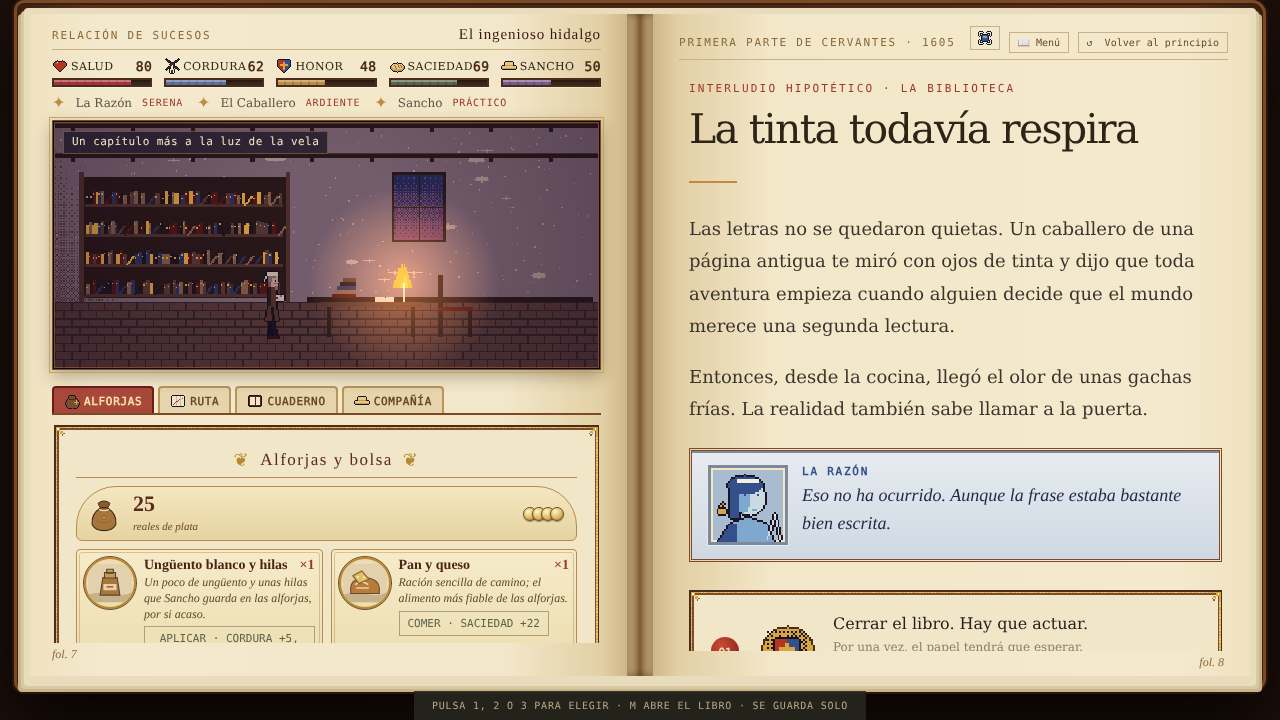 RELACIÓN DE SUCESOS
El ingenioso hidalgo
SALUD 80
CORDURA 62
HONOR 48
SACIEDAD 69
SANCHO 50
La Razón SERENA
El Caballero ARDIENTE
Sancho PRÁCTICO
Un capítulo más a la luz de la vela
ALFORJAS
RUTA
CUADERNO
COMPAÑÍA
Alforjas y bolsa
25
reales de plata
Ungüento blanco y hilas ×1
Un poco de ungüento y unas hilas
que Sancho guarda en las alforjas,
por si acaso.
APLICAR · CORDURA +5,
Pan y queso ×1
Ración sencilla de camino; el
alimento más fiable de las alforjas.
COMER · SACIEDAD +22
fol. 7
PRIMERA PARTE DE CERVANTES · 1605
Menú
↺ Volver al principio
INTERLUDIO HIPOTÉTICO · LA BIBLIOTECA
La tinta todavía respira
Las letras no se quedaron quietas. Un caballero de una
página antigua te miró con ojos de tinta y dijo que toda
aventura empieza cuando alguien decide que el mundo
merece una segunda lectura.
Entonces, desde la cocina, llegó el olor de unas gachas
frías. La realidad también sabe llamar a la puerta.
LA RAZÓN
Eso no ha ocurrido. Aunque la frase estaba bastante
bien escrita.
01
Cerrar el libro. Hay que actuar.
Por una vez, el papel tendrá que esperar.
fol. 8
PULSA 1, 2 O 3 PARA ELEGIR · M ABRE EL LIBRO · SE GUARDA SOLO